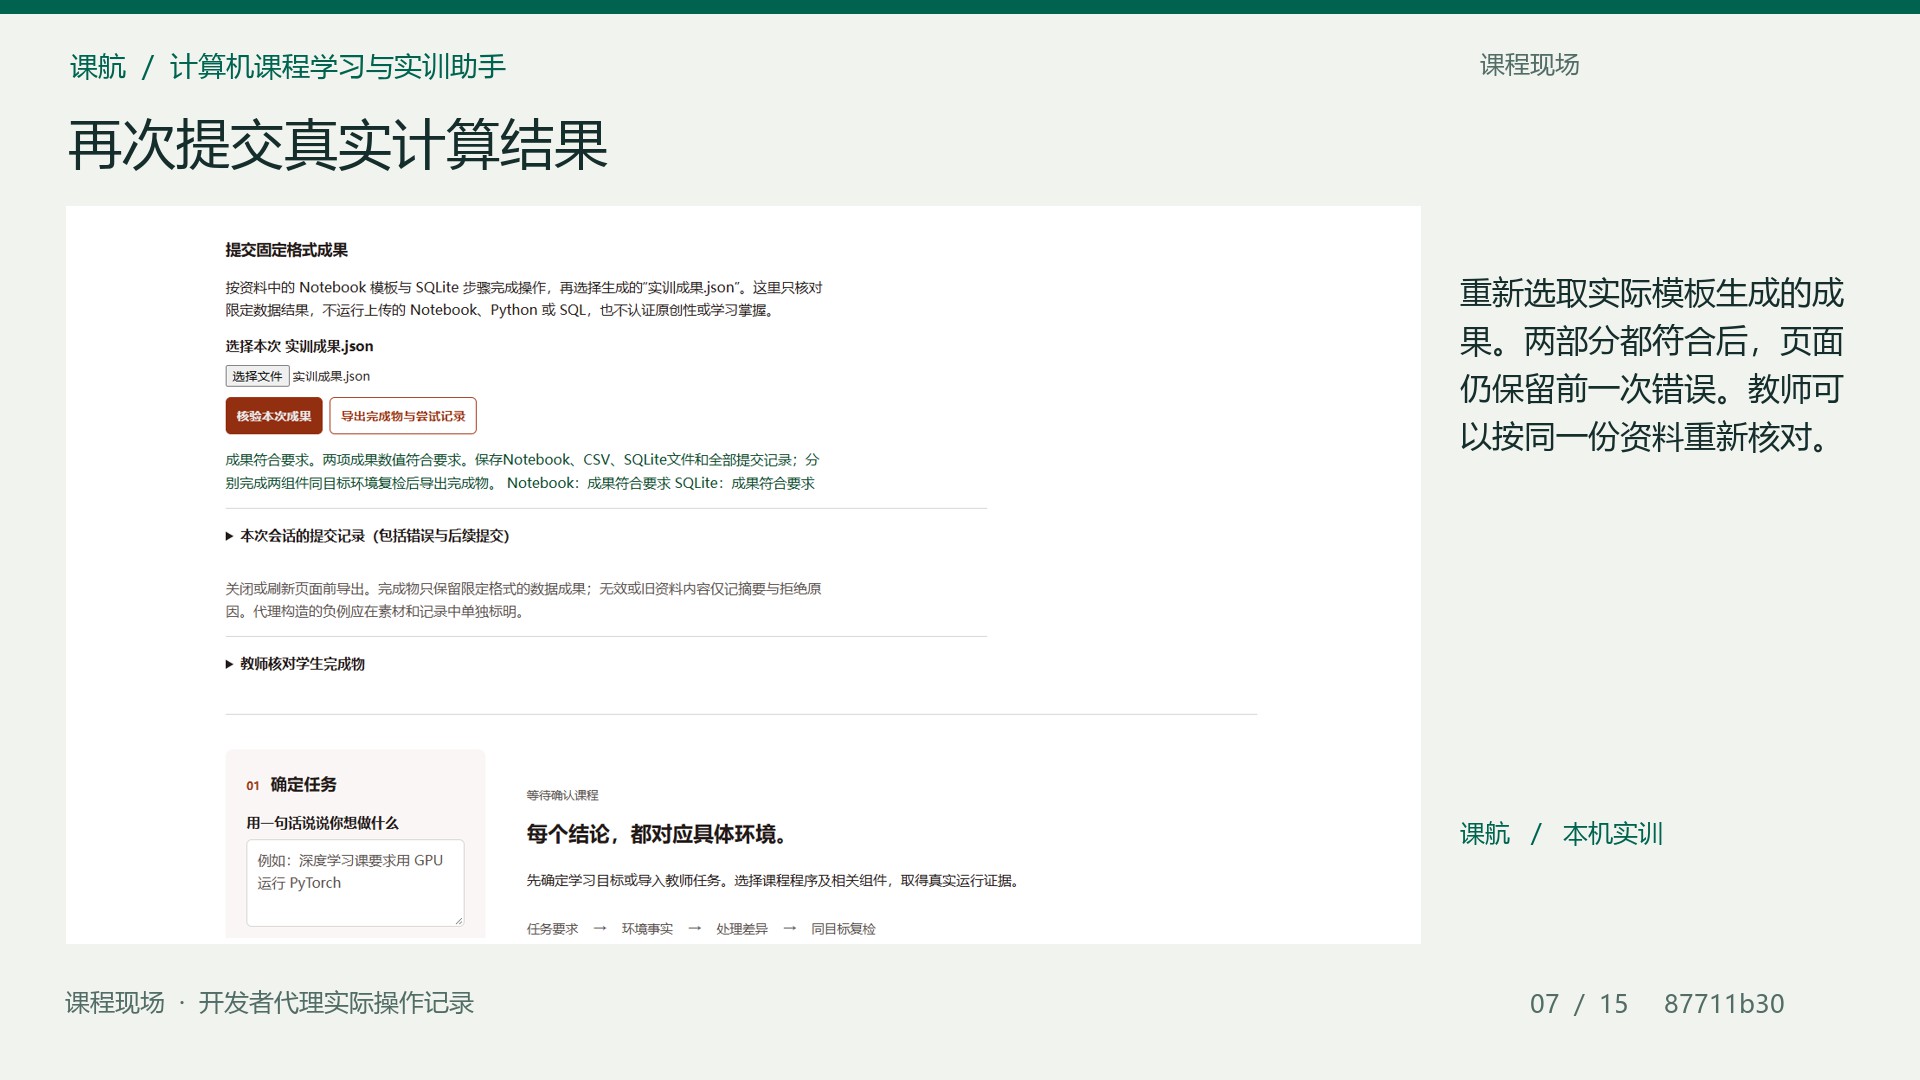 课航 / 计算机课程学习与实训助手
课程现场
再次提交真实计算结果
提交固定格式成果
按资料中的 Notebook 模板与 SQLite 步骤完成操作，再选择生成的“实训成果.json”。这里只核对
限定数据结果，不运行上传的 Notebook、Python 或 SQL，也不认证原创性或学习掌握。
选择本次 实训成果.json
选择文件 实训成果.json
核验本次成果 导出完成物与尝试记录
成果符合要求。两项成果数值符合要求。保存Notebook、CSV、SQLite文件和全部提交记录；分
别完成两组件同目标环境复检后导出完成物。 Notebook：成果符合要求 SQLite：成果符合要求
▶ 本次会话的提交记录（包括错误与后续提交）
关闭或刷新页面前导出。完成物只保留限定格式的数据成果；无效或旧资料内容仅记摘要与拒绝原
因。代理构造的负例应在素材和记录中单独标明。
▶ 教师核对学生完成物
01 确定任务
用一句话说说你想做什么
例如：深度学习课要求用 GPU
运行 PyTorch
等待确认课程
每个结论，都对应具体环境。
先确定学习目标或导入教师任务。选择课程程序及相关组件，取得真实运行证据。
任务要求 → 环境事实 → 处理差异 → 同目标复检
重新选取实际模板生成的成
果。两部分都符合后，页面
仍保留前一次错误。教师可
以按同一份资料重新核对。
课航 / 本机实训
课程现场 · 开发者代理实际操作记录
07 / 15 87711b30